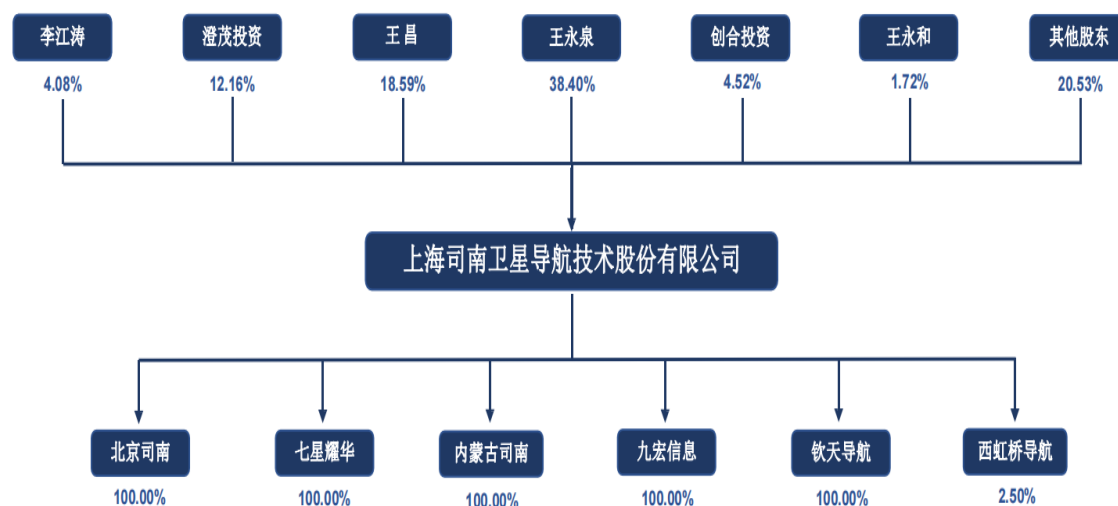 李江涛 澄茂投资 王昌 王永泉 创合投资 王永和 其他股东
4.08% 12.16% 18.59% 38.40% 4.52% 1.72% 20.53%
上海司南卫星导航技术股份有限公司
北京司南 七星耀华 内蒙古司南 九宏信息 钦天导航 西虹桥导航
100.00% 100.00% 100.00% 100.00% 100.00% 2.50%